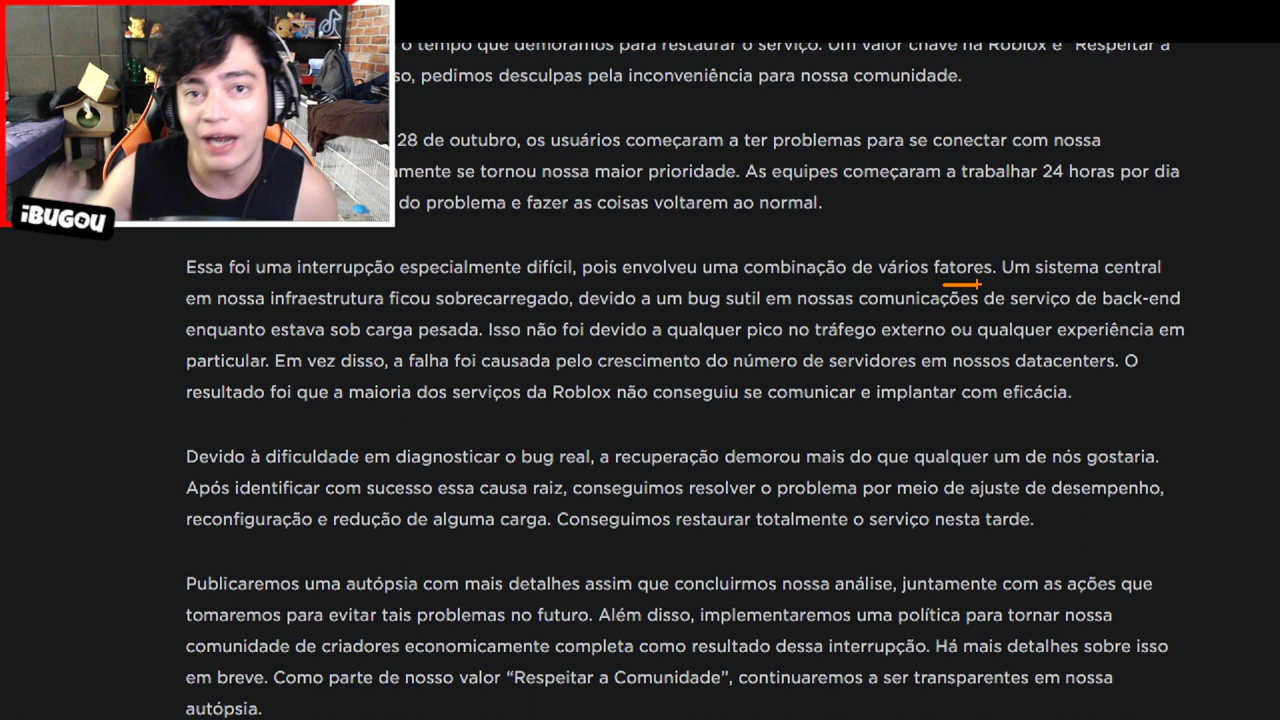 o tempo que demoramos para restaurar o serviço. Um valor chave na Roblox é "Respeitar a
so, pedimos desculpas pela inconveniência para nossa comunidade.
28 de outubro, os usuários começaram a ter problemas para se conectar com nossa
amente se tornou nossa maior prioridade. As equipes começaram a trabalhar 24 horas por dia
do problema e fazer as coisas voltarem ao normal.
iBUGOU
Essa foi uma interrupção especialmente difícil, pois envolveu uma combinação de vários fatores. Um sistema central
em nossa infraestrutura ficou sobrecarregado, devido a um bug sutil em nossas comunicações de serviço de back-end
enquanto estava sob carga pesada. Isso não foi devido a qualquer pico no tráfego externo ou qualquer experiência em
particular. Em vez disso, a falha foi causada pelo crescimento do número de servidores em nossos datacenters. O
resultado foi que a maioria dos serviços da Roblox não conseguiu se comunicar e implantar com eficácia.
Devido à dificuldade em diagnosticar o bug real, a recuperação demorou mais do que qualquer um de nós gostaria.
Após identificar com sucesso essa causa raiz, conseguimos resolver o problema por meio de ajuste de desempenho,
reconfiguração e redução de alguma carga. Conseguimos restaurar totalmente o serviço nesta tarde.
Publicaremos uma autópsia com mais detalhes assim que concluirmos nossa análise, juntamente com as ações que
tomaremos para evitar tais problemas no futuro. Além disso, implementaremos uma política para tornar nossa
comunidade de criadores economicamente completa como resultado dessa interrupção. Há mais detalhes sobre isso
em breve. Como parte de nosso valor “Respeitar a Comunidade”, continuaremos a ser transparentes em nossa
autópsia.